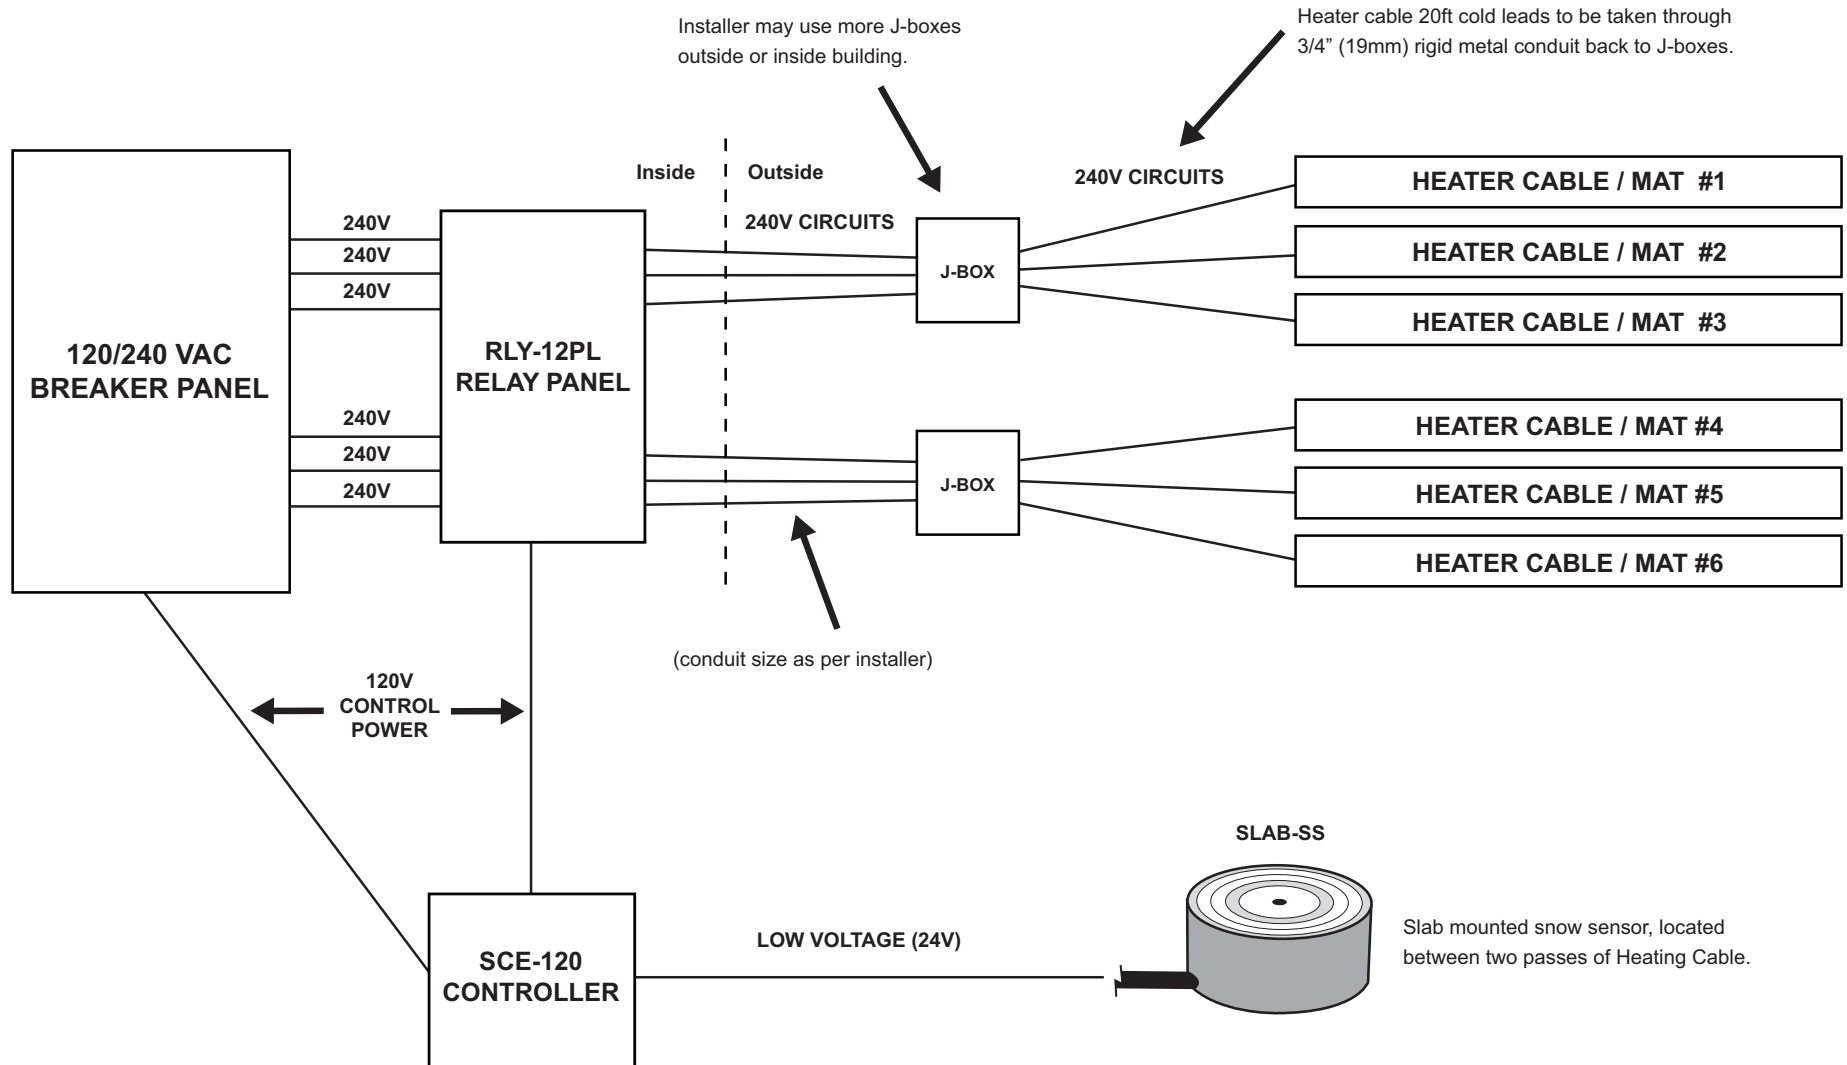 Installer may use more J-boxes
outside or inside building.
Heater cable 20ft cold leads to be taken through
3/4” (19mm) rigid metal conduit back to J-boxes.
Inside
Outside
240V CIRCUITS
240V CIRCUITS
120/240 VAC
BREAKER PANEL
240V
240V
240V
240V
240V
240V
RLY-12PL
RELAY PANEL
J-BOX
J-BOX
HEATER CABLE / MAT #1
HEATER CABLE / MAT #2
HEATER CABLE / MAT #3
HEATER CABLE / MAT #4
HEATER CABLE / MAT #5
HEATER CABLE / MAT #6
(conduit size as per installer)
120V
CONTROL
POWER
SCE-120
CONTROLLER
LOW VOLTAGE (24V)
SLAB-SS
Slab mounted snow sensor, located
between two passes of Heating Cable.